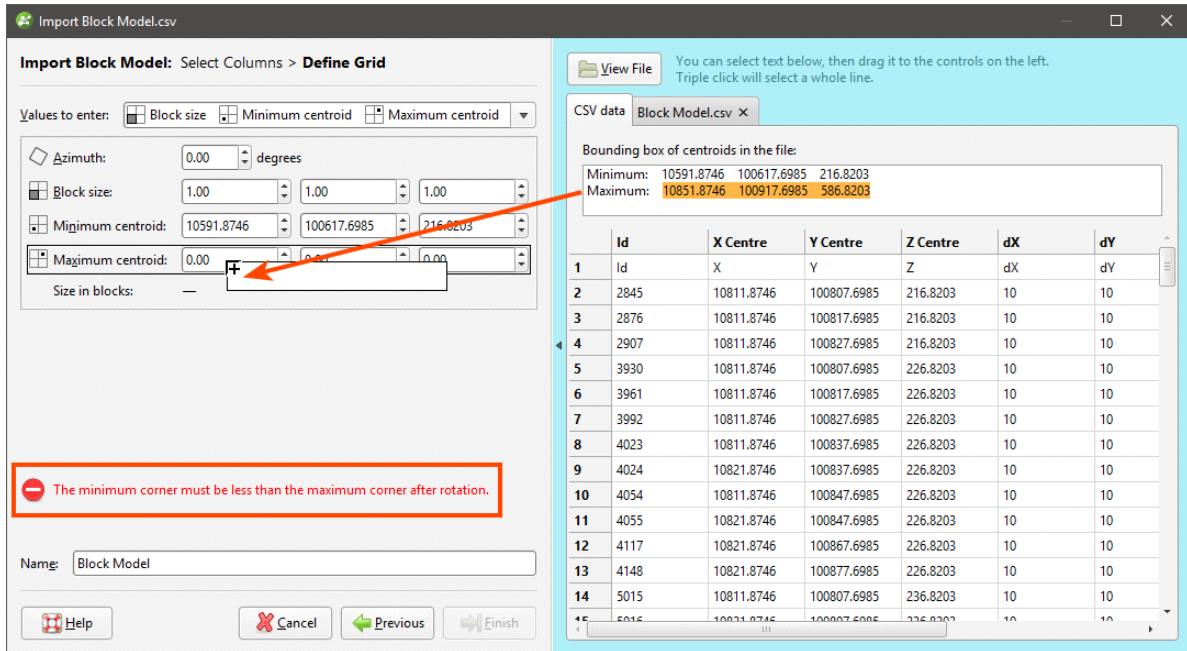 Import Block Model.csv
Import Block Model: Select Columns > Define Grid
Values to enter: Block size Minimum centroid Maximum centroid
Azimuth: 0.00 degrees
Block size: 1.00 1.00 1.00
Minimum centroid: 10591.8746 100617.6985 216.8203
Maximum centroid: 0.00 0.00 0.00
Size in blocks: —
The minimum corner must be less than the maximum corner after rotation.
Name: Block Model
Help Cancel Previous Finish
View File
You can select text below, then drag it to the controls on the left.
Triple click will select a whole line.
CSV data Block Model.csv
Bounding box of centroids in the file:
Minimum: 10591.8746 100617.6985 216.8203
Maximum: 10851.8746 100917.6985 586.8203
Id X Centre Y Centre Z Centre dX dY
1 Id X Y Z dX dY
2 2845 10811.8746 100807.6985 216.8203 10 10
3 2876 10811.8746 100817.6985 216.8203 10 10
4 2907 10811.8746 100827.6985 216.8203 10 10
5 3930 10811.8746 100807.6985 226.8203 10 10
6 3961 10811.8746 100817.6985 226.8203 10 10
7 3992 10811.8746 100827.6985 226.8203 10 10
8 4023 10811.8746 100837.6985 226.8203 10 10
9 4024 10821.8746 100837.6985 226.8203 10 10
10 4054 10811.8746 100847.6985 226.8203 10 10
11 4055 10821.8746 100847.6985 226.8203 10 10
12 4117 10821.8746 100867.6985 226.8203 10 10
13 4148 10821.8746 100877.6985 226.8203 10 10
14 5015 10811.8746 100807.6985 236.8203 10 10
15 5016 10821.8746 100807.6985 236.8203 10 10